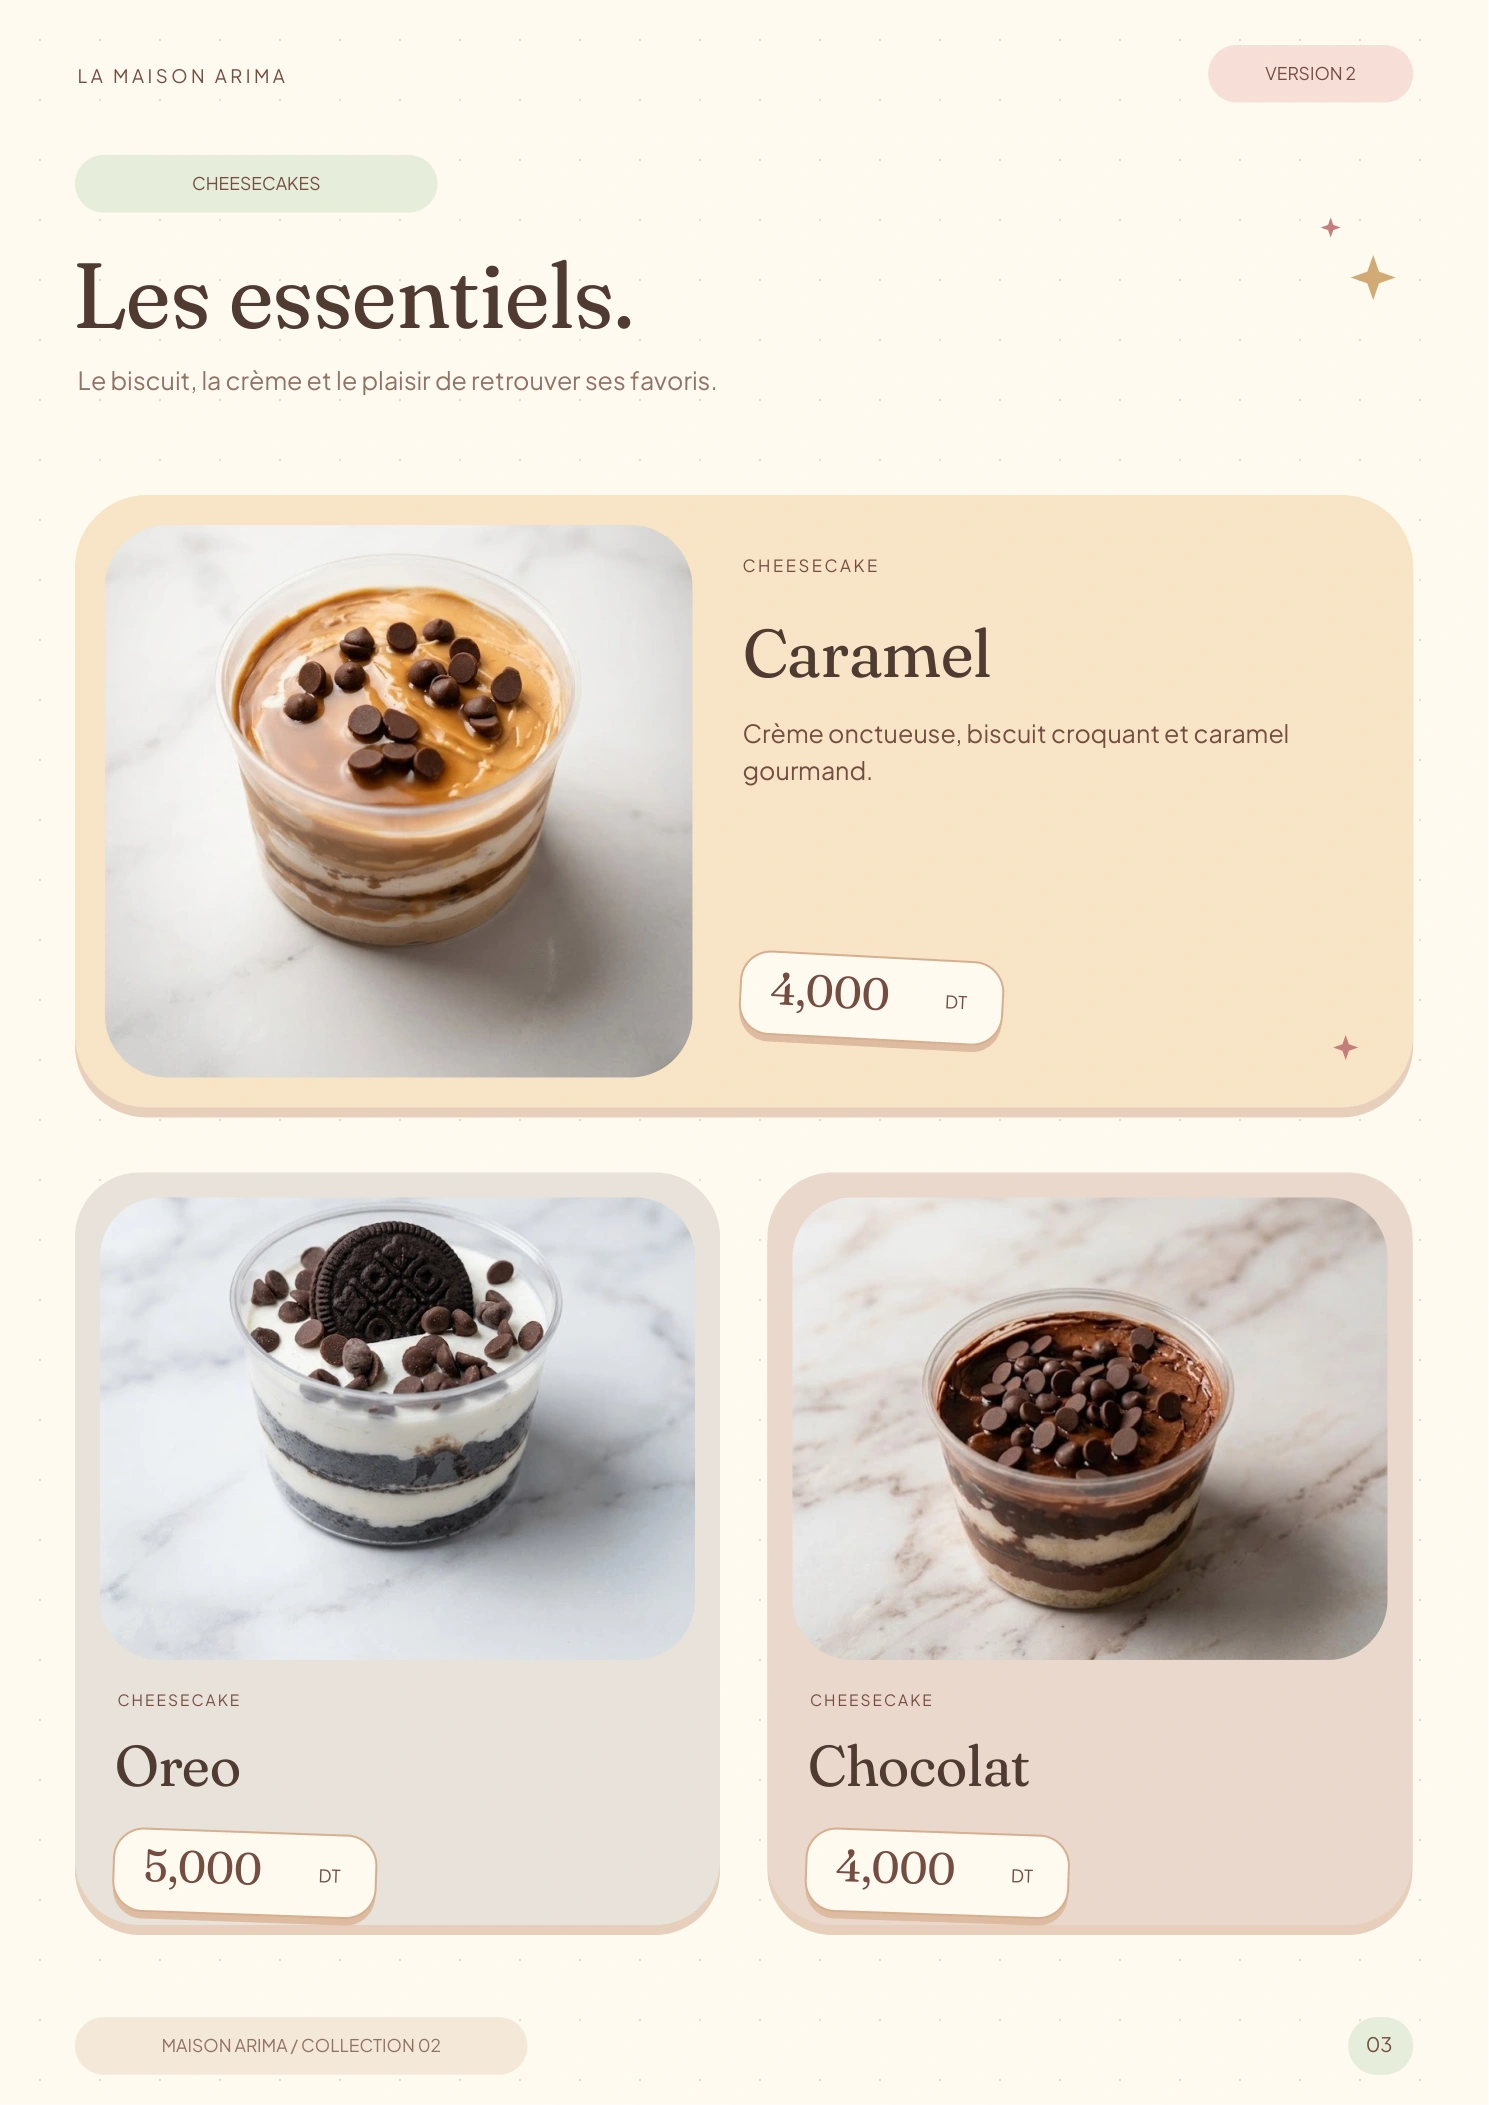 LA MAISON ARIMA
VERSION 2
CHEESECAKES
Les essentiels.
Le biscuit, la crème et le plaisir de retrouver ses favoris.
CHEESECAKE
Caramel
Crème onctueuse, biscuit croquant et caramel
gourmand.
4,000 DT
CHEESECAKE
Oreo
5,000 DT
CHEESECAKE
Chocolat
4,000 DT
MAISON ARIMA / COLLECTION 02
03